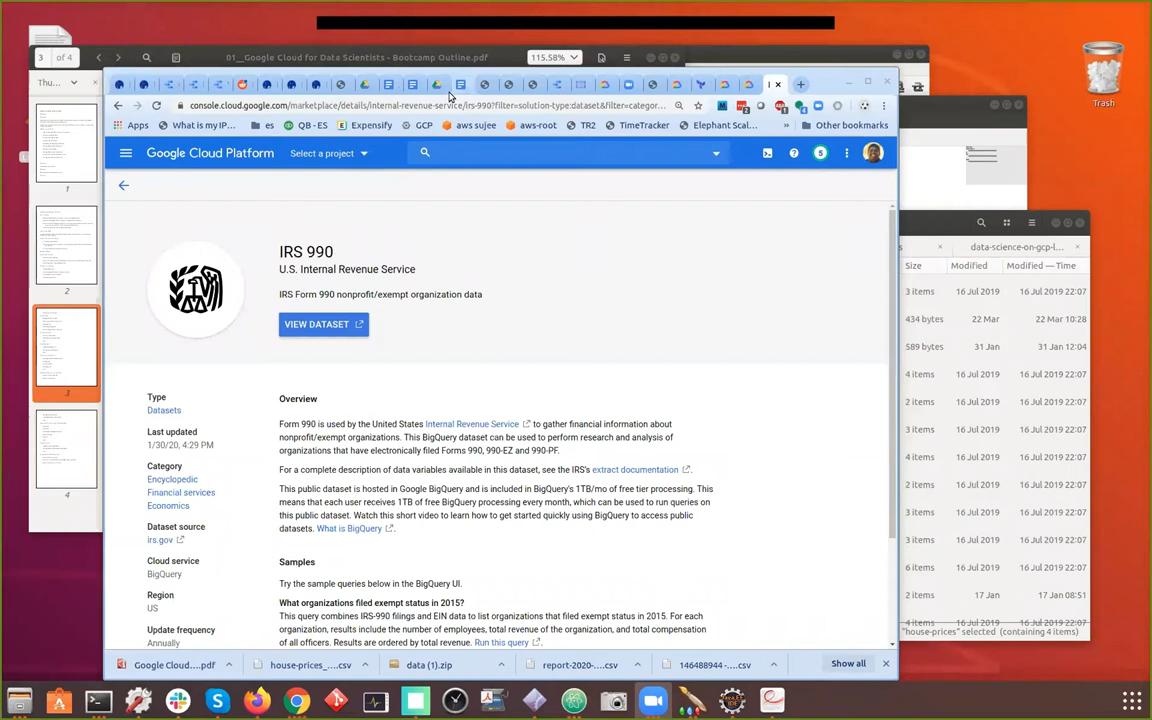 3 of 4
01__Google Cloud for Data Scientists - Bootcamp Outline.pdf
115.58%
Thu...
1
2
3
4
console.cloud.google.com/marketplace/details/internal-revenue-service/irs-990?filter=solution-type:dataset&filter=categor...
Apps
What is my IP...
es
QB - ES
Expensify
GCP
aws sujee
aws-root
TR2
TimeTracker
Elephant Scal...
»
Other bookmarks
Google Cloud Platform
Select a project
5
IRS 990
U.S. Internal Revenue Service
IRS Form 990 nonprofit/exempt organization data
VIEW DATASET
Type
Datasets
Last updated
1/30/20, 4:29 PM
Category
Encyclopedic
Financial services
Economics
Dataset source
irs.gov
Cloud service
BigQuery
Region
US
Update frequency
Annually
Overview
Form 990 is used by the United States Internal Revenue Service to gather financial information about
nonprofit/exempt organizations. This BigQuery dataset can be used to perform research and analysis of
organizations that have electronically filed Forms 990, 990-EZ and 990-PF.
For a complete description of data variables available in this dataset, see the IRS's extract documentation .
This public dataset is hosted in Google BigQuery and is included in BigQuery's 1TB/mo of free tier processing. This
means that each user receives 1TB of free BigQuery processing every month, which can be used to run queries on
this public dataset. Watch this short video to learn how to get started quickly using BigQuery to access public
datasets. What is BigQuery .
Samples
Try the sample queries below in the BigQuery UI.
What organizations filed exempt status in 2015?
This query combines IRS-990 filings and EIN data to list organizations that filed exempt status in 2015. For each
organization, results include the number of employees, total revenue of the organization, and total compensation
of all officers. Results are ordered by total revenue. Run this query .
Google Cloud....pdf
house-prices_....csv
data (1).zip
report-2020-....csv
146488944-....csv
Show all
Trash
data-science-on-gcp-l...
Size Modified Modified — Time
3 items 16 Jul 2019 16 Jul 2019 22:07
434 bytes 22 Mar 22 Mar 10:28
589 bytes 31 Jan 31 Jan 12:04
4 items 16 Jul 2019 16 Jul 2019 22:07
2 items 16 Jul 2019 16 Jul 2019 22:07
3 items 16 Jul 2019 16 Jul 2019 22:07
4 items 16 Jul 2019 16 Jul 2019 22:07
2 items 16 Jul 2019 16 Jul 2019 22:07
3 items 16 Jul 2019 16 Jul 2019 22:07
3 items 16 Jul 2019 16 Jul 2019 22:07
6 items 16 Jul 2019 16 Jul 2019 22:07
2 items 17 Jan 17 Jan 08:51
4 items 16 Jul 2019 16 Jul 2019 22:07
"house-prices" selected (containing 4 items)